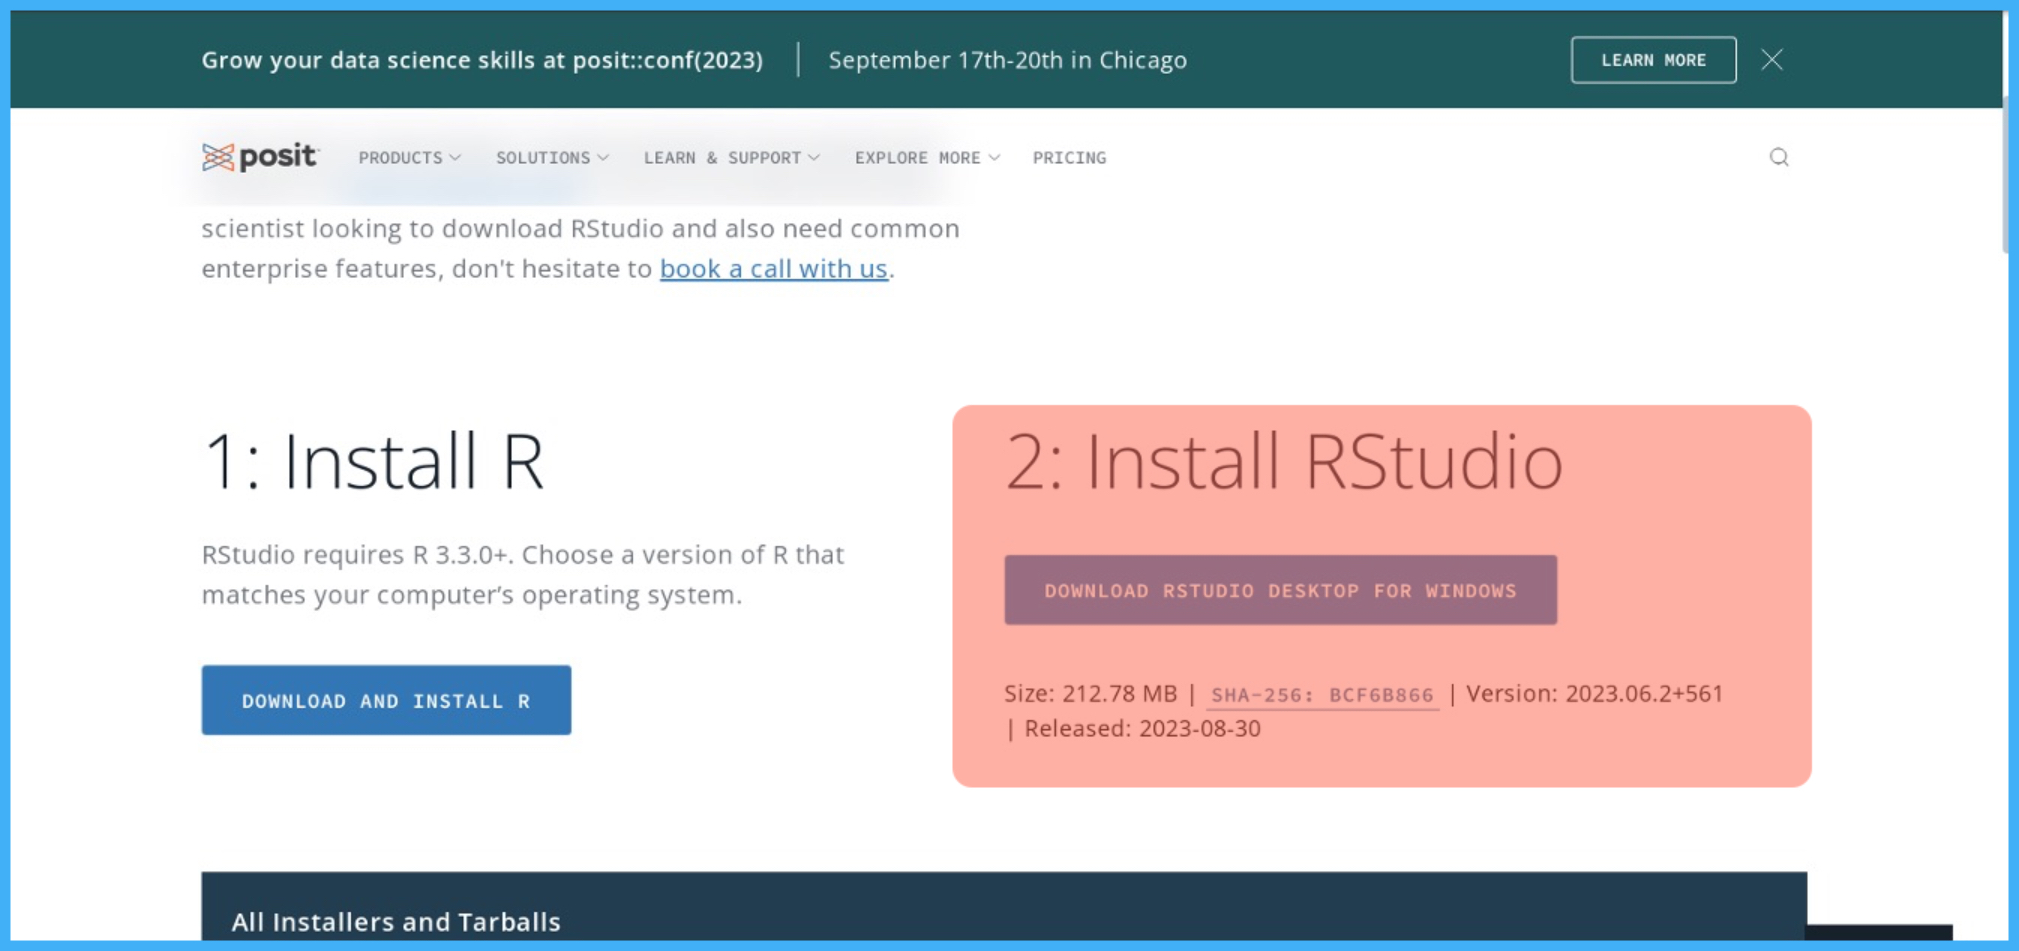 Grow your data science skills at posit::conf(2023) | September 17th-20th in Chicago LEARN MORE
posit PRODUCTS SOLUTIONS LEARN & SUPPORT EXPLORE MORE PRICING
scientist looking to download RStudio and also need common
enterprise features, don't hesitate to book a call with us.
1: Install R
RStudio requires R 3.3.0+. Choose a version of R that
matches your computer’s operating system.
DOWNLOAD AND INSTALL R
2: Install RStudio
DOWNLOAD RSTUDIO DESKTOP FOR WINDOWS
Size: 212.78 MB | SHA-256: BCF6B866 | Version: 2023.06.2+561
| Released: 2023-08-30
All Installers and Tarballs